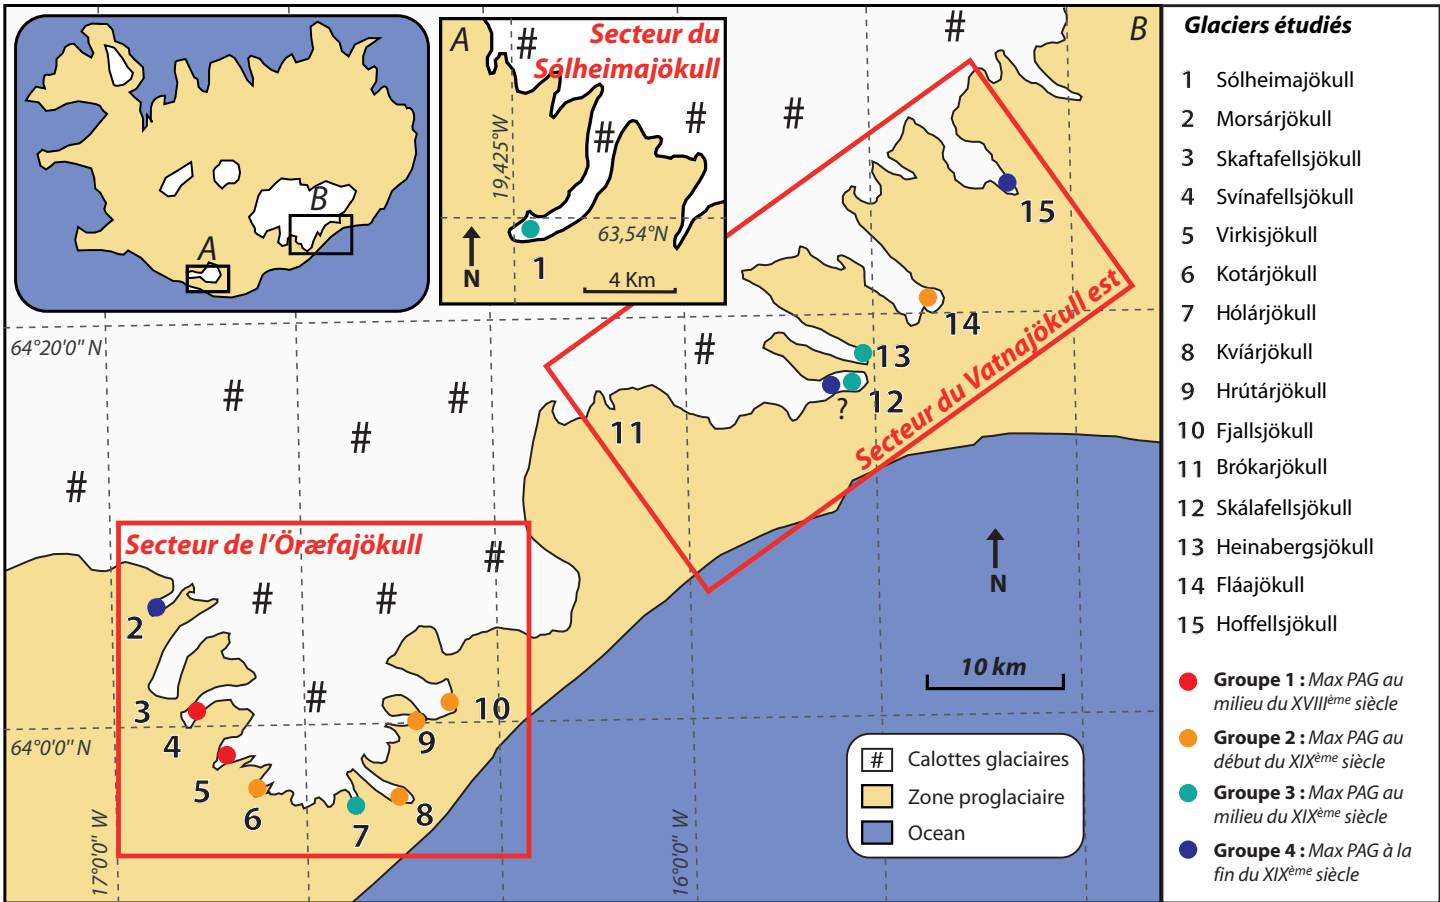 A
B
A
Secteur du
Sólheimajökull
#
#
#
19,425°W
63,54°N
N
1
4 Km
B
#
#
15
14
13
12
?
11
#
Secteur du Vatnajökull est
64°20'0'' N
#
#
#
#
#
Secteur de l'Öræfajökull
#
#
#
2
3
4
5
6
7
8
9
10
64°0'0'' N
17°0'0'' W
16°0'0'' W
N
10 km
# Calottes glaciaires
Zone proglaciaire
Ocean
Glaciers étudiés
1 Sólheimajökull
2 Morsárjökull
3 Skaftafellsjökull
4 Svínafellsjökull
5 Virkisjökull
6 Kotárjökull
7 Hólárjökull
8 Kvíárjökull
9 Hrútárjökull
10 Fjallsjökull
11 Brókarjökull
12 Skálafellsjökull
13 Heinabergsjökull
14 Fláajökull
15 Hoffellsjökull
Groupe 1 : Max PAG au
milieu du XVIIIème siècle
Groupe 2 : Max PAG au
début du XIXème siècle
Groupe 3 : Max PAG au
milieu du XIXème siècle
Groupe 4 : Max PAG à la
fin du XIXème siècle